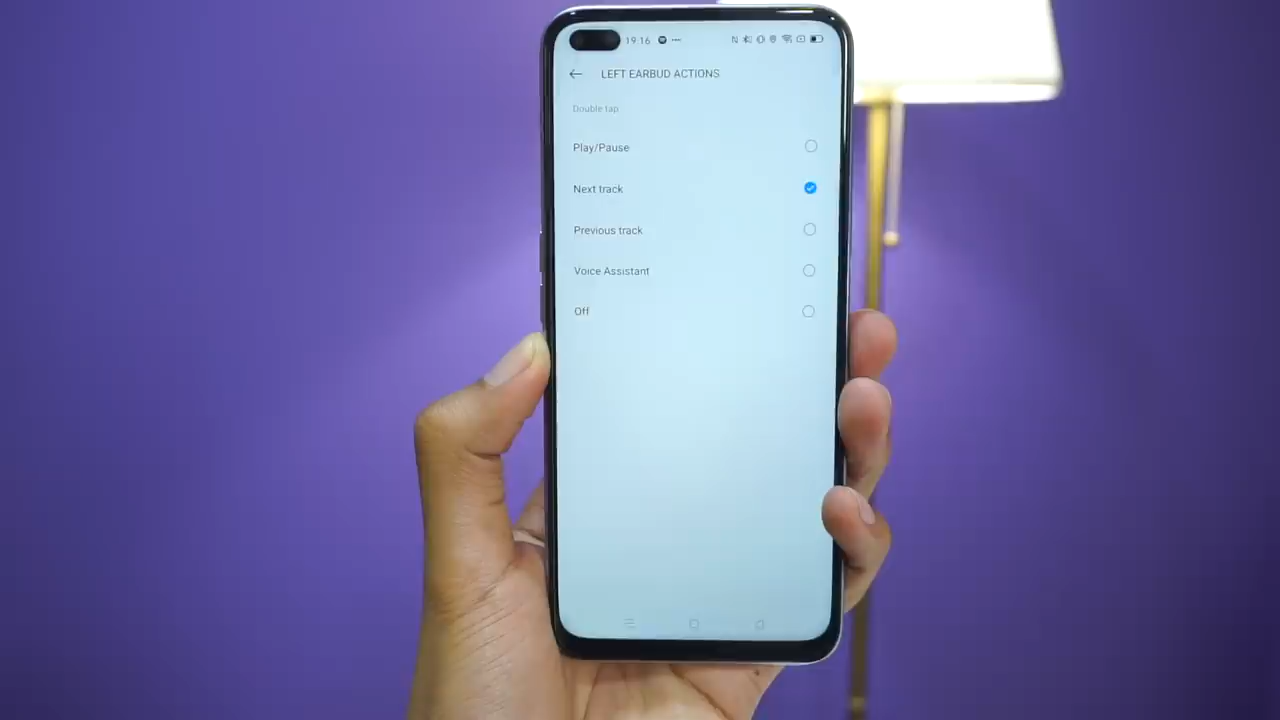 19:16
LEFT EARBUD ACTIONS
Double tap
Play/Pause
Next track
Previous track
Voice Assistant
Off